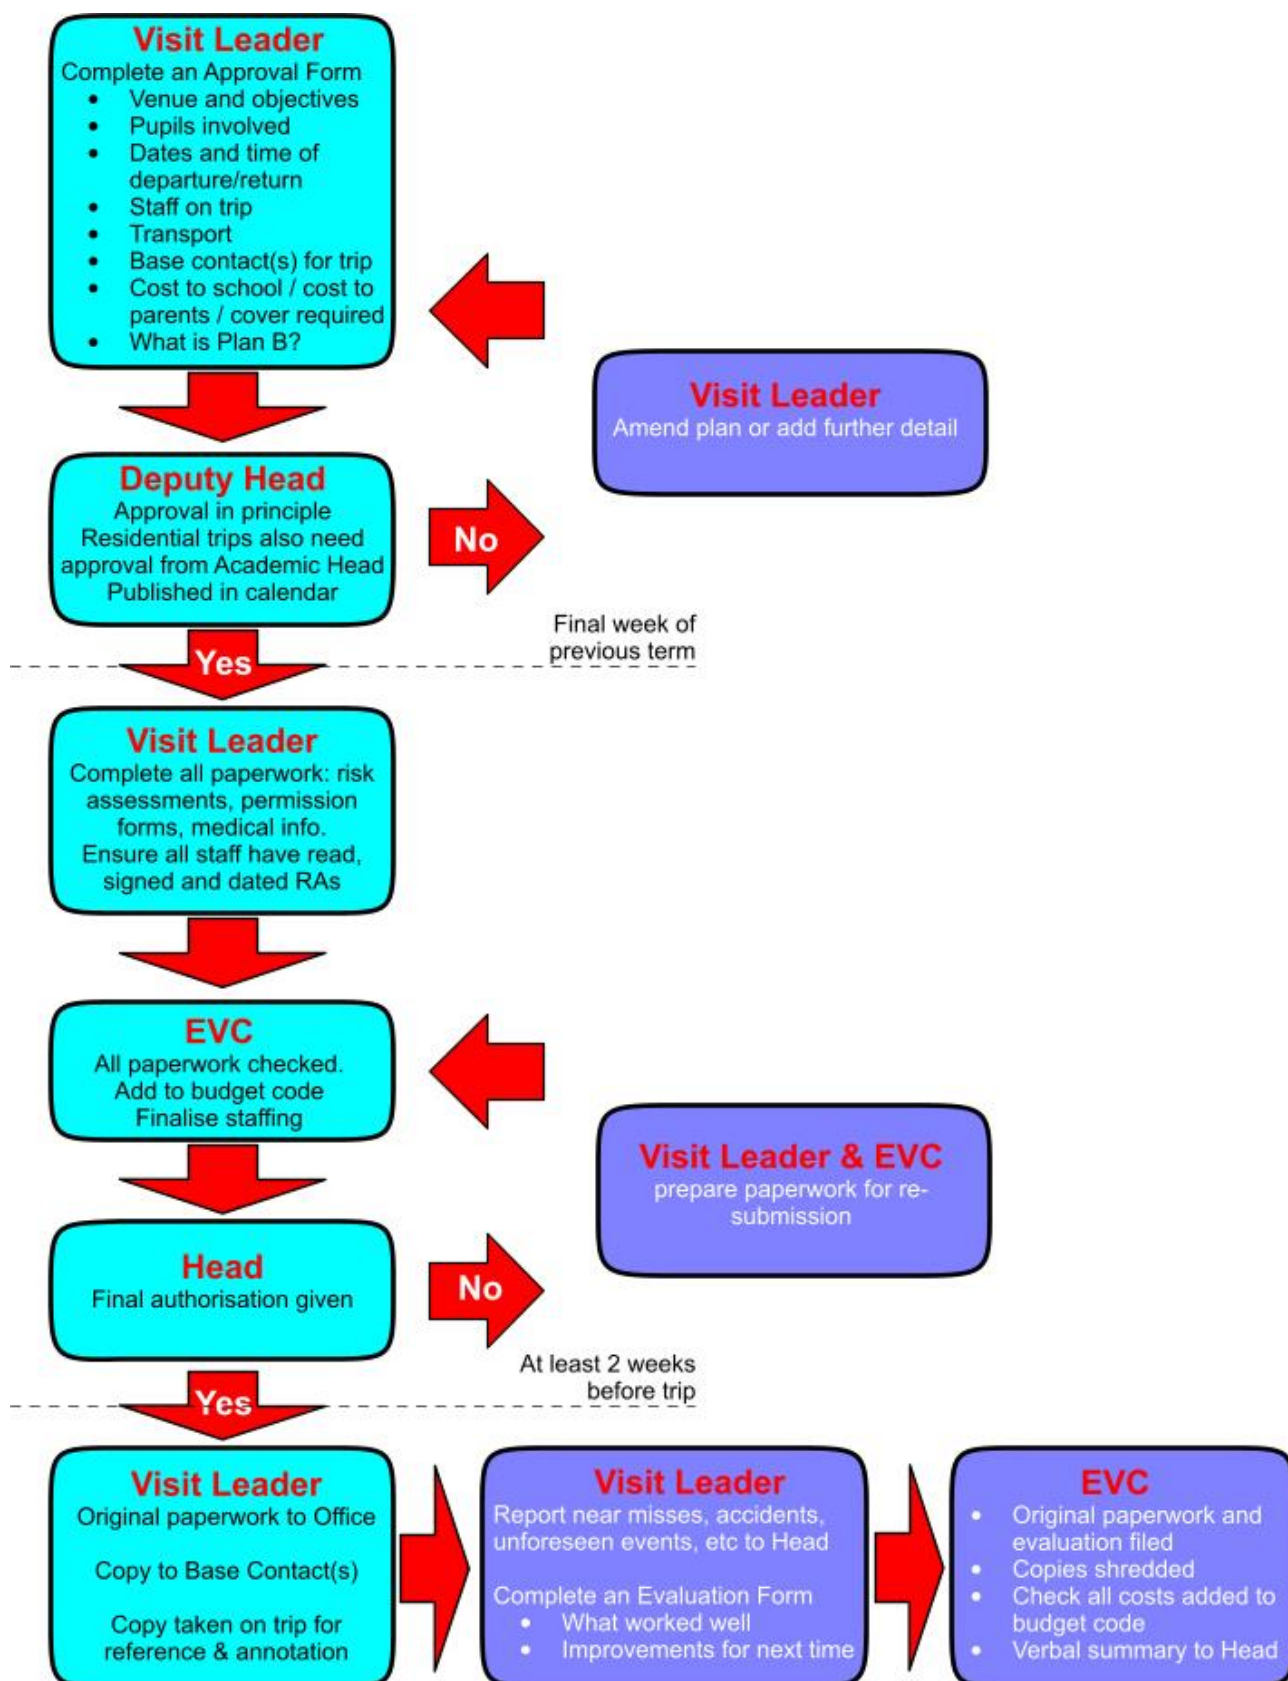 Visit Leader
Complete an Approval Form
• Venue and objectives
• Pupils involved
• Dates and time of
departure/return
• Staff on trip
• Transport
• Base contact(s) for trip
• Cost to school / cost to
parents / cover required
• What is Plan B?
Visit Leader
Amend plan or add further detail
Deputy Head
Approval in principle
Residential trips also need
approval from Academic Head
Published in calendar
No
Final week of
previous term
Yes
Visit Leader
Complete all paperwork: risk
assessments, permission
forms, medical info.
Ensure all staff have read,
signed and dated RAs
EVC
All paperwork checked.
Add to budget code
Finalise staffing
Visit Leader & EVC
prepare paperwork for re-
submission
Head
Final authorisation given
No
At least 2 weeks
before trip
Yes
Visit Leader
Original paperwork to Office
Copy to Base Contact(s)
Copy taken on trip for
reference & annotation
Visit Leader
Report near misses, accidents,
unforeseen events, etc to Head
Complete an Evaluation Form
• What worked well
• Improvements for next time
EVC
• Original paperwork and
evaluation filed
• Copies shredded
• Check all costs added to
budget code
• Verbal summary to Head